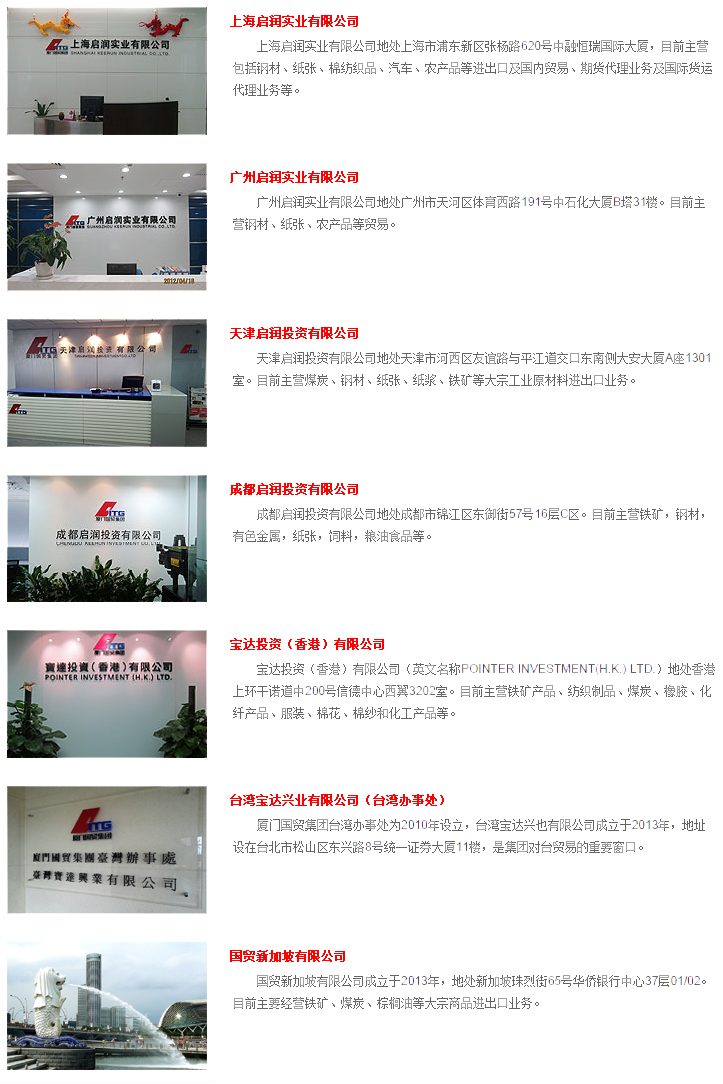 上海启润实业有限公司
ITG 上海启润实业有限公司
SHANGHAI KEERUN INDUSTRIAL CO.,LTD.
上海启润实业有限公司地处上海市浦东新区张杨路620号中融恒瑞国际大厦，目前主营
包括钢材、纸张、棉纺织品、汽车、农产品等进出口及国内贸易、期货代理业务及国际货运
代理业务等。
广州启润实业有限公司
ITG 广州启润实业有限公司
GUANGZHOU KEERUN INDUSTRIAL CO.,LTD.
2012/04/18
广州启润实业有限公司地处广州市天河区体育西路191号中石化大厦B塔31楼。目前主
营钢材、纸张、农产品等贸易。
天津启润投资有限公司
ITG 天津启润投资有限公司
厦门国贸集团
ITG
ITG
天津启润投资有限公司地处天津市河西区友谊路与平江道交口东南侧大安大厦A座1301
室。目前主营煤炭、钢材、纸张、纸浆、铁矿等大宗工业原材料进出口业务。
成都启润投资有限公司
ITG
厦门国贸集团
成都启润投资有限公司
CHENGDU KEERUN INVESTMENT CO.,LTD.
成都启润投资有限公司地处成都市锦江区东御街57号16层C区。目前主营铁矿，钢材，
有色金属，纸张，饲料，粮油食品等。
宝达投资（香港）有限公司
ITG
寶達投資（香港）有限公司
POINTER INVESTMENT (H.K.) LTD.
宝达投资（香港）有限公司（英文名称POINTER INVESTMENT(H.K.) LTD.）地处香港
上环干诺道中200号信德中心西翼3202室。目前主营铁矿产品、纺织制品、煤炭、橡胶、化
纤产品、服装、棉花、棉纱和化工产品等。
台湾宝达兴业有限公司（台湾办事处）
ITG
厦门国贸集团
廈門國貿集團臺灣辦事處
臺灣寶達興業有限公司
厦门国贸集团台湾办事处为2010年设立，台湾宝达兴也有限公司成立于2013年，地址
设在台北市松山区东兴路8号统一证券大厦11楼，是集团对台贸易的重要窗口。
国贸新加坡有限公司
国贸新加坡有限公司成立于2013年，地处新加坡珠烈街65号华侨银行中心37层01/02。
目前主要经营铁矿、煤炭、棕榈油等大宗商品进出口业务。